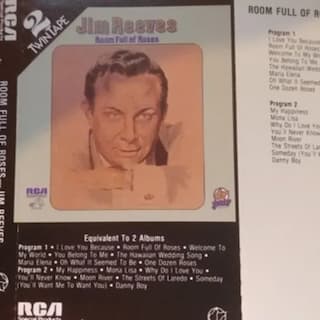 RCA
2
TWIN TAPE
Jim Reeves
Room Full of Roses
RCA
Equivalent To 2 Albums
Program 1 • I Love You Because • Room Full Of Roses • Welcome To
My World • You Belong To Me • The Hawaiian Wedding Song •
Maria Elena • Oh What It Seemed To Be • One Dozen Roses
Program 2 • My Happiness • Mona Lisa • Why Do I Love You
• You'll Never Know • Moon River • The Streets Of Laredo • Someday
(You'll Want Me To Want You) • Danny Boy
RCA
Special Products
ROOM FULL OF ROSES—JIM REEVES
ROOM FULL OF ROSES
Program 1
I Love You Because
Room Full Of Roses
Welcome To My World
You Belong To Me
The Hawaiian Wedding
Maria Elena
Oh What It Seemed To
One Dozen Roses
Program 2
My Happiness
Mona Lisa
Why Do I Love You
You'll Never Know
Moon River
The Streets Of Lared
Someday (You'll
Danny Boy